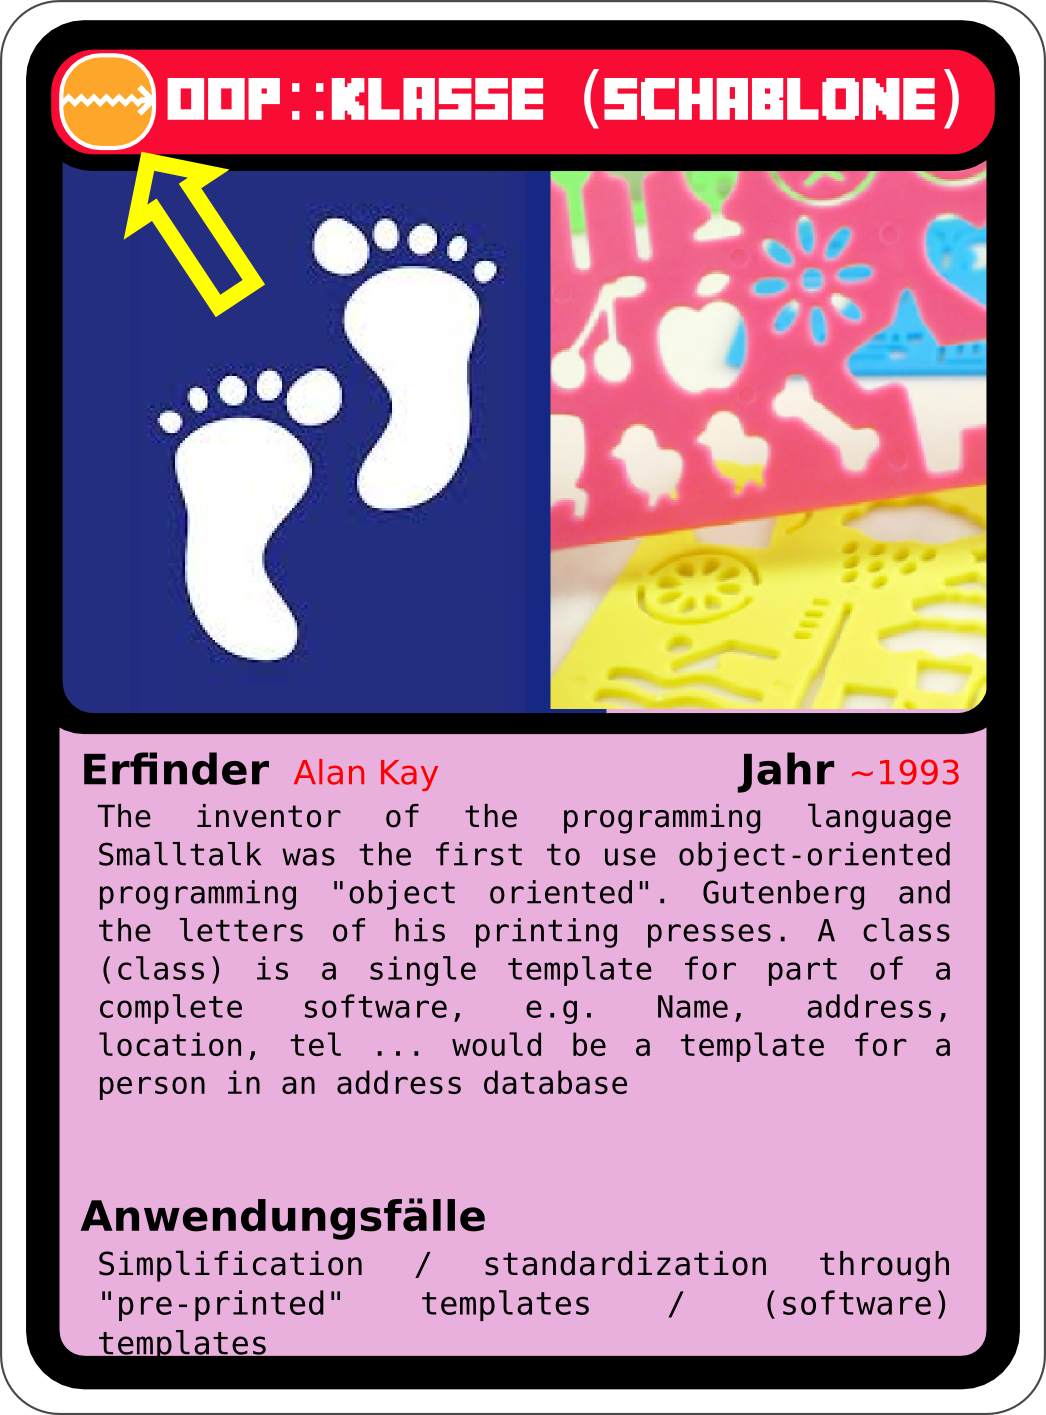 OOP::KLASSE (SCHABLONE)
Erfinder Alan Kay Jahr ~1993
The inventor of the programming language
Smalltalk was the first to use object-oriented
programming "object oriented". Gutenberg and
the letters of his printing presses. A class
(class) is a single template for part of a
complete software, e.g. Name, address,
location, tel ... would be a template for a
person in an address database
Anwendungsfälle
Simplification / standardization through
"pre-printed" templates / (software)
templates